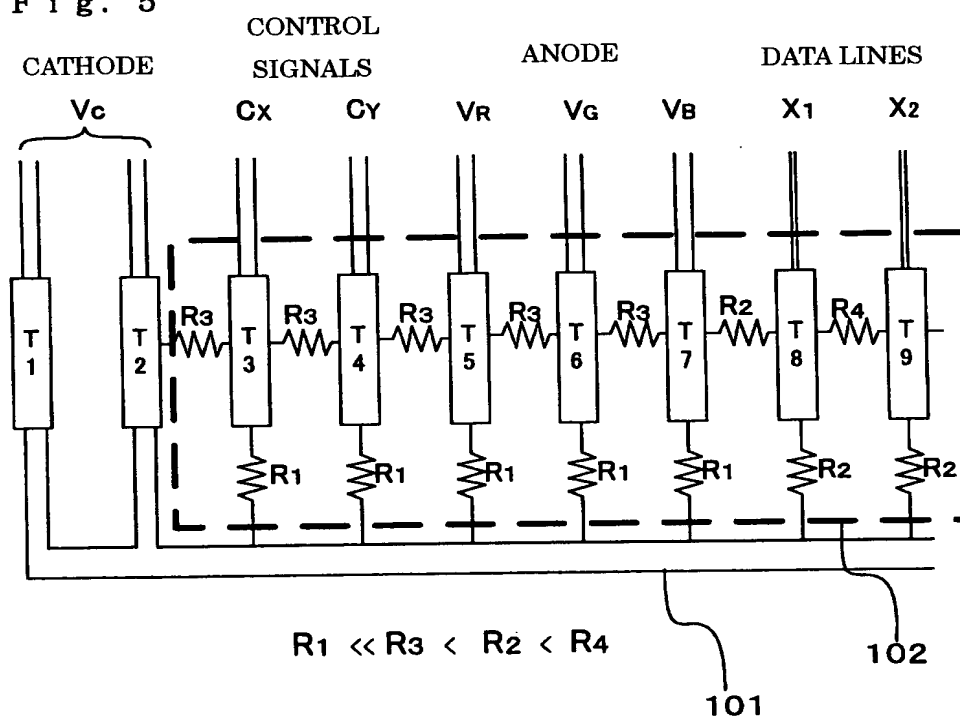 Fig. 5
CONTROL
CATHODE SIGNALS ANODE DATA LINES
VC CX CY VR VG VB X1 X2
R3 R3 R3 R3 R3 R2 R4
T1 T2 T3 T4 T5 T6 T7 T8 T9
R1 R1 R1 R1 R1 R2 R2
R1 << R3 < R2 < R4
102
101